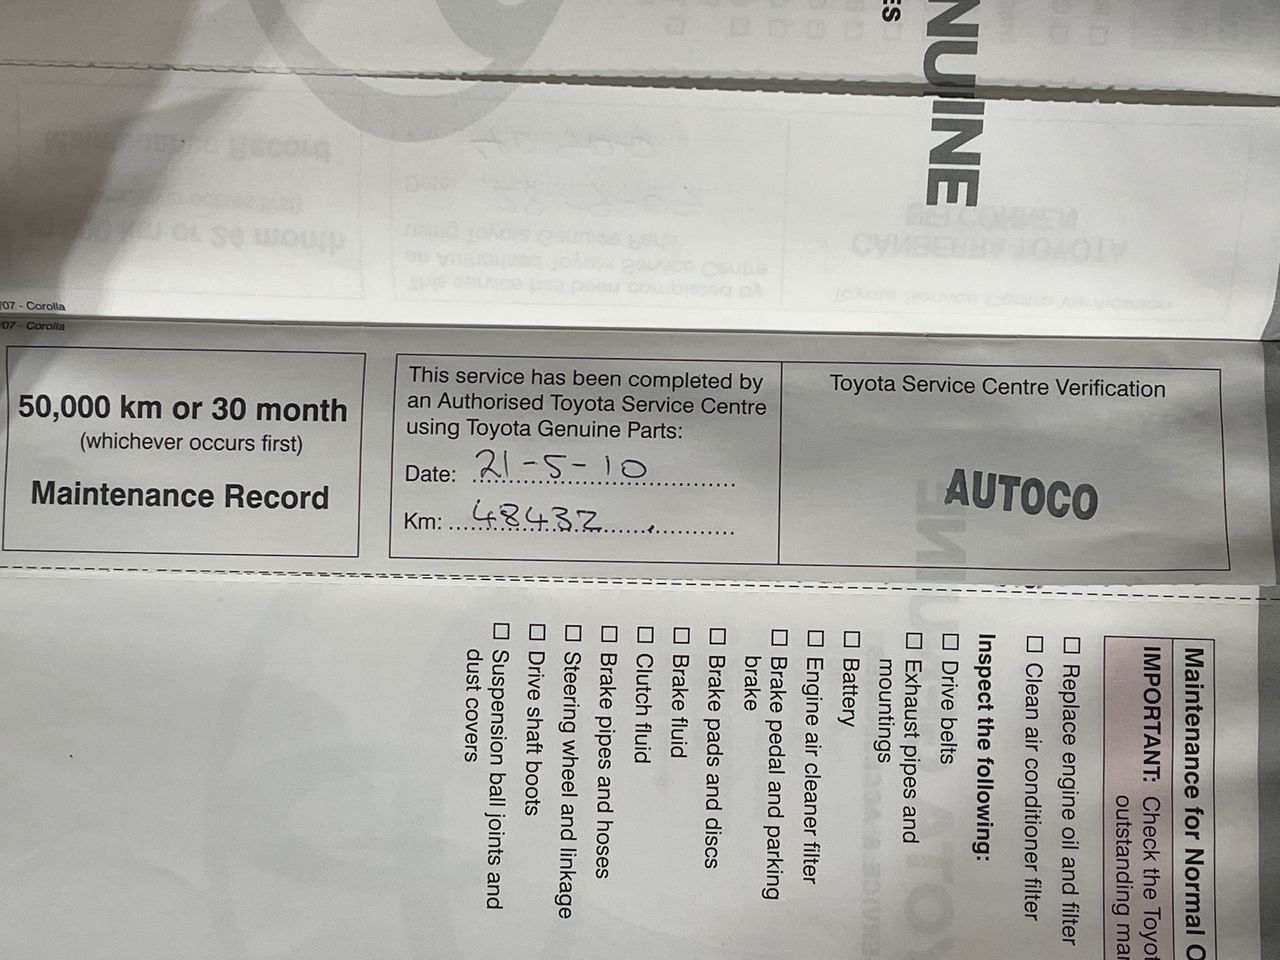 ES
NUINE
07 - Corolla
07 - Corolla
50,000 km or 30 month
(whichever occurs first)
Maintenance Record
This service has been completed by
an Authorised Toyota Service Centre
using Toyota Genuine Parts:
Date: 21-5-10
Km: 48432
Toyota Service Centre Verification
AUTOCO
Maintenance for Normal O
IMPORTANT: Check the Toyot
outstanding mai
Replace engine oil and filter
Clean air conditioner filter
Inspect the following:
Drive belts
Exhaust pipes and
mountings
Battery
Engine air cleaner filter
Brake pedal and parking
brake
Brake pads and discs
Brake fluid
Clutch fluid
Brake pipes and hoses
Steering wheel and linkage
Drive shaft boots
Suspension ball joints and
dust covers